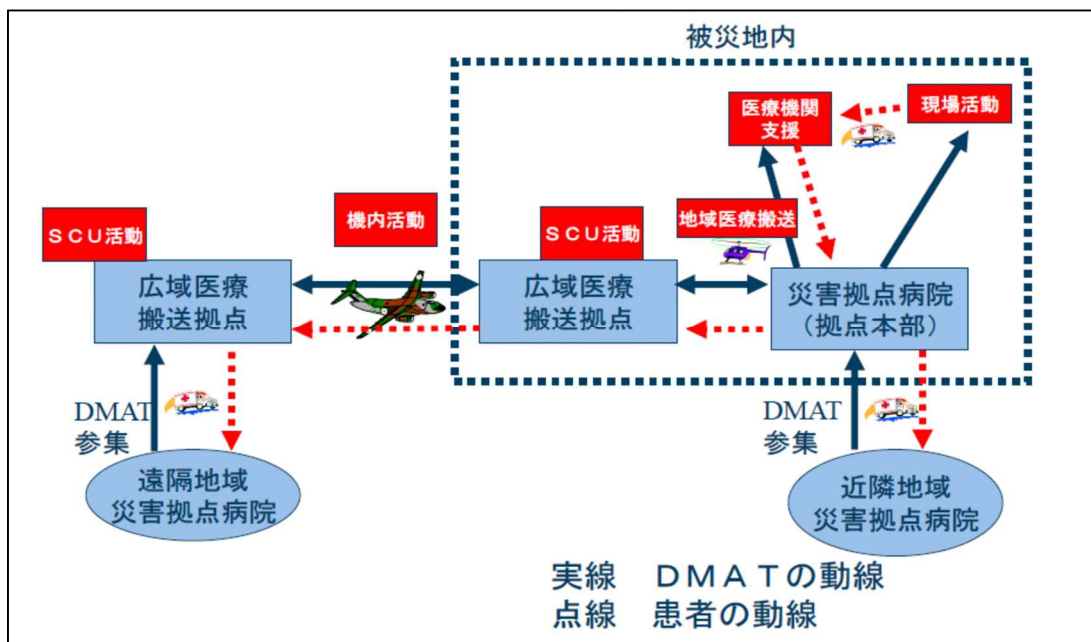 被災地内
医療機関
支援
現場活動
SCU活動
機内活動
SCU活動
地域医療搬送
広域医療
搬送拠点
広域医療
搬送拠点
災害拠点病院
（拠点本部）
DMAT
参集
DMAT
参集
遠隔地域
災害拠点病院
近隣地域
災害拠点病院
実線　DMATの動線
点線　患者の動線